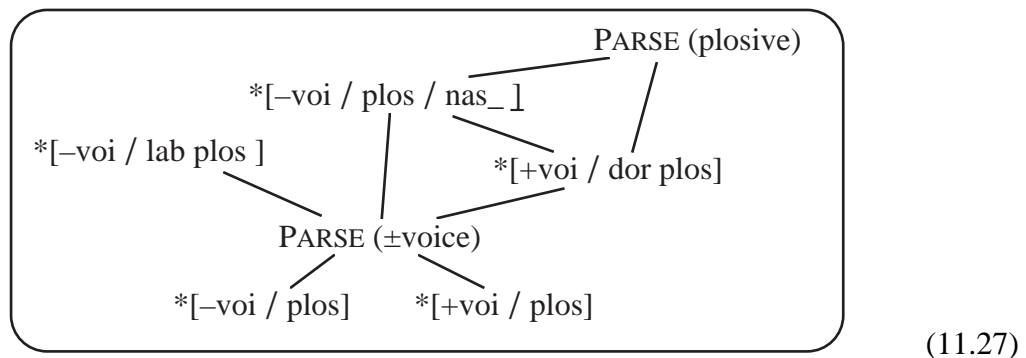 PARSE (plosive)
*[–voi / plos / nas_ ]
*[–voi / lab plos ]
*[+voi / dor plos]
PARSE (±voice)
*[–voi / plos] *[+voi / plos]
(11.27)